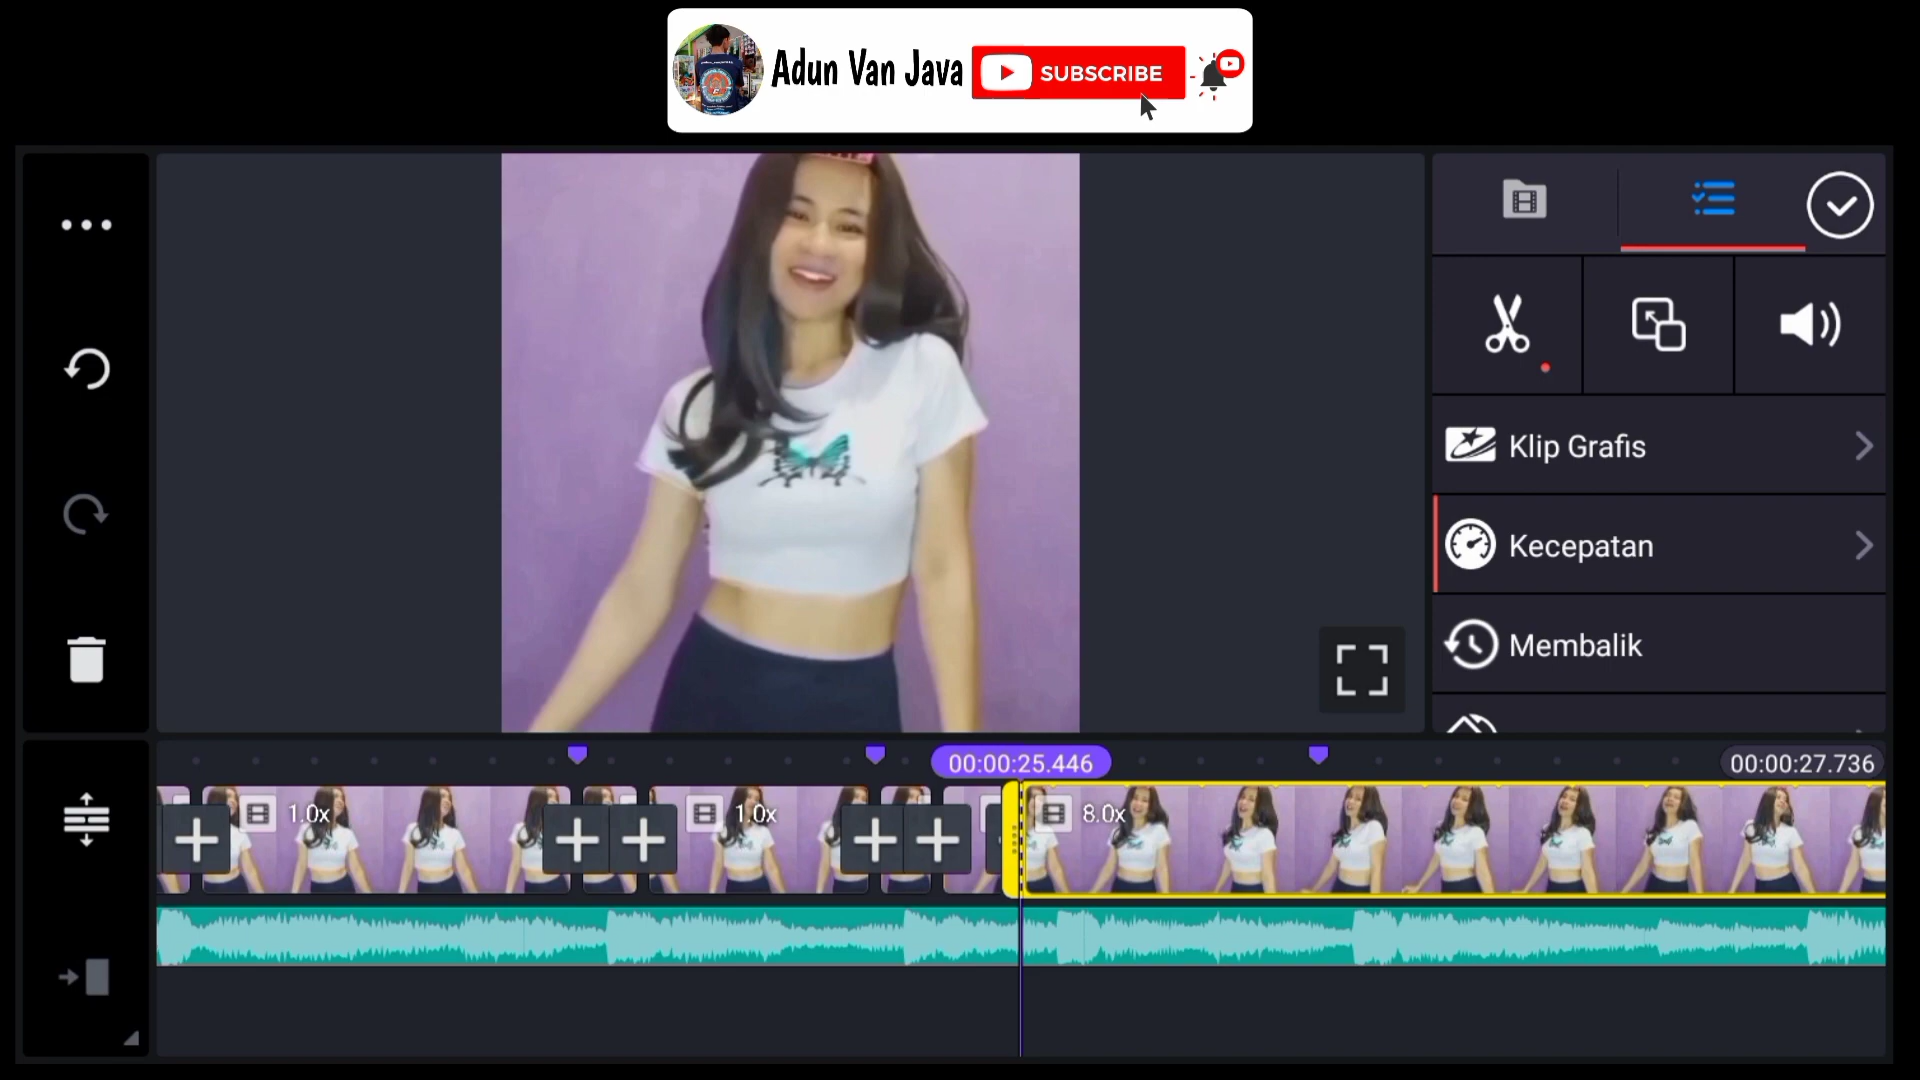 Adun Van Java
SUBSCRIBE
Klip Grafis
Kecepatan
Membalik
00:00:25.446
00:00:27.736
1.0x
1.0x
8.0x